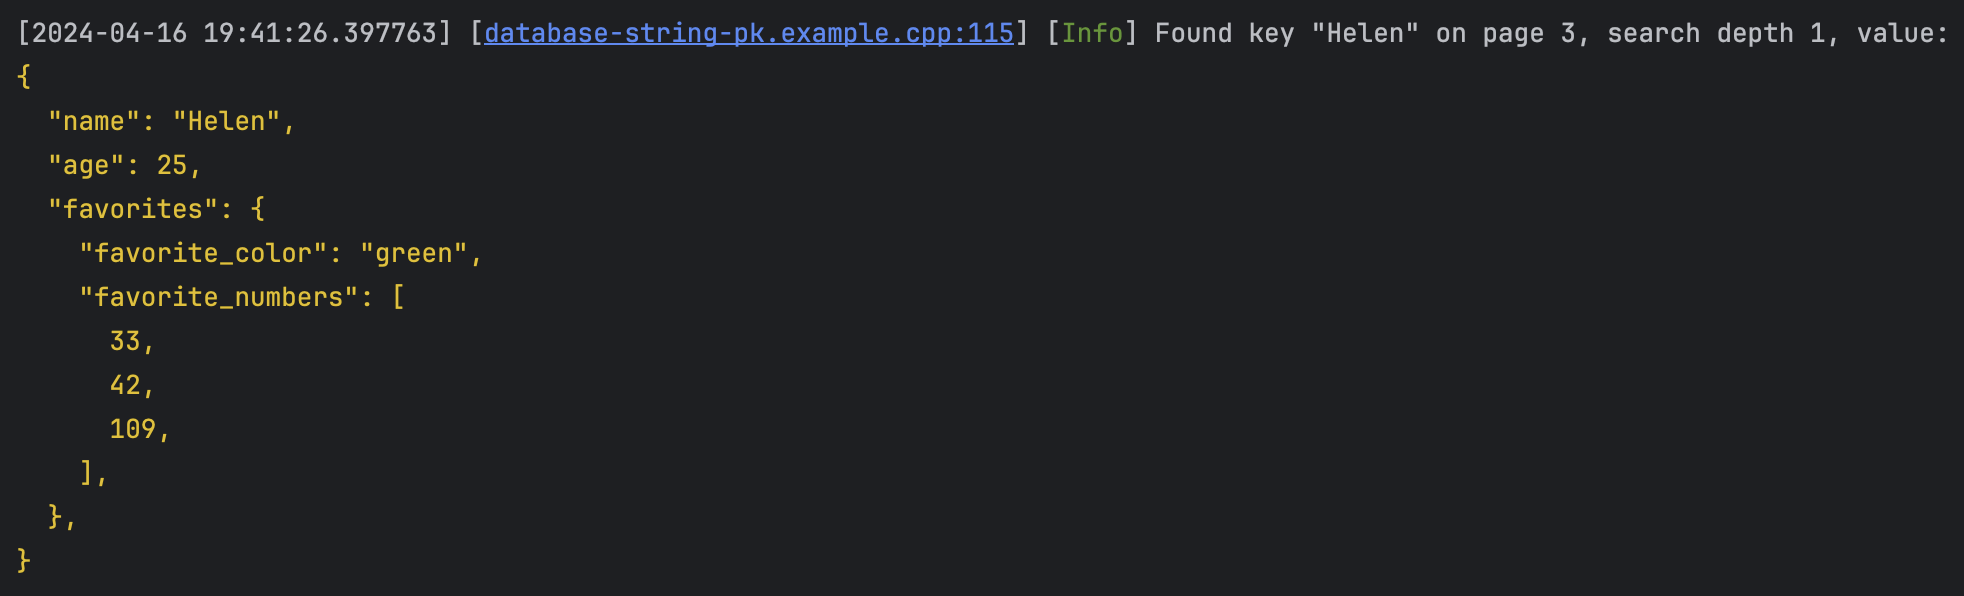 [2024-04-16 19:41:26.397763] [database-string-pk.example.cpp:115] [Info] Found key "Helen" on page 3, search depth 1, value:
{
  "name": "Helen",
  "age": 25,
  "favorites": {
    "favorite_color": "green",
    "favorite_numbers": [
      33,
      42,
      109,
    ],
  },
}